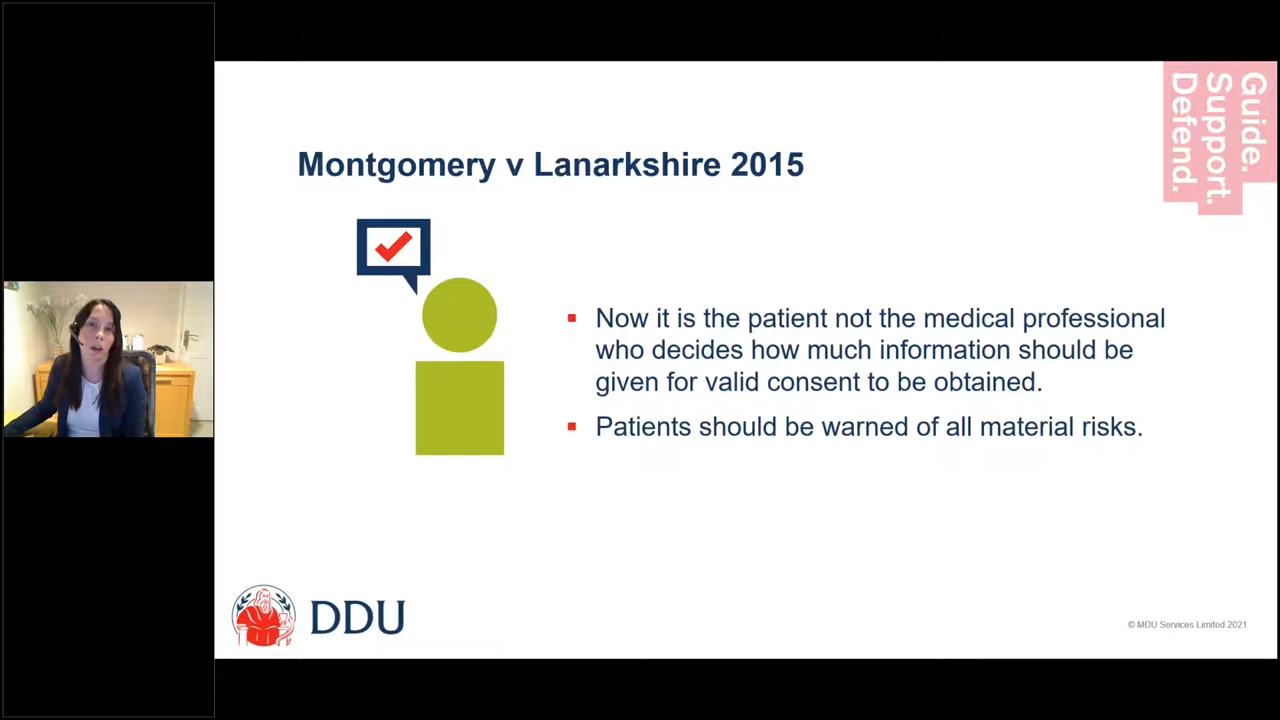 Guide.
Support.
Defend.
Montgomery v Lanarkshire 2015
Now it is the patient not the medical professional
who decides how much information should be
given for valid consent to be obtained.
Patients should be warned of all material risks.
DDU
© MDU Services Limited 2021